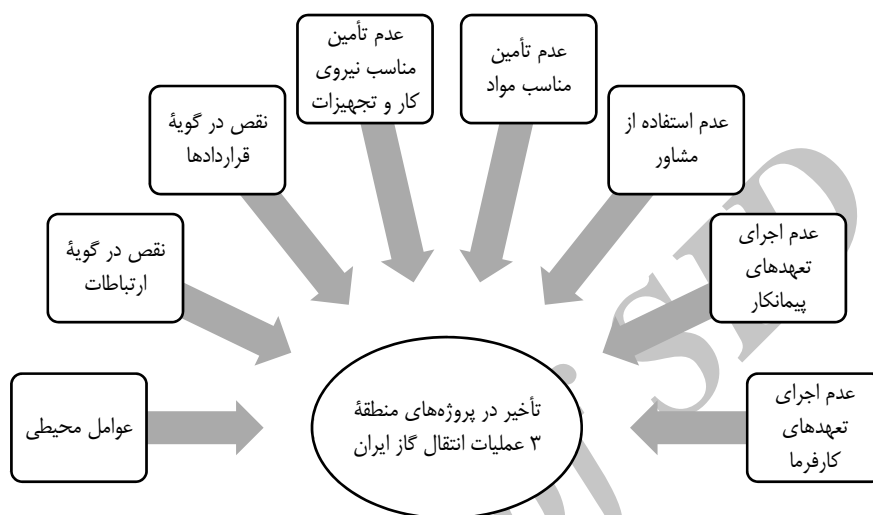 عدم تأمین
مناسب مواد
عدم تأمین
مناسب نیروی
کار و تجهیزات
عدم استفاده از
مشاور
نقص در گویهٔ
قراردادها
عدم اجرای
تعهدهای
پیمانکار
نقص در گویهٔ
ارتباطات
عدم اجرای
تعهدهای
کارفرما
تأخیر در پروژه‌های منطقهٔ
۳ عملیات انتقال گاز ایران
عوامل محیطی
SID